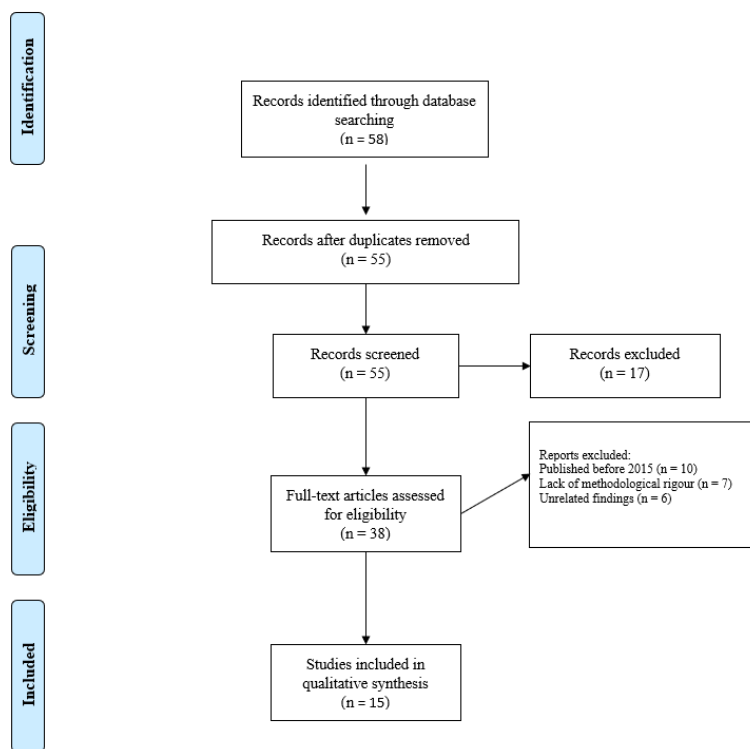 Identification
Records identified through database
searching
(n = 58)
Records after duplicates removed
(n = 55)
Screening
Records screened
(n = 55)
Records excluded
(n = 17)
Eligibility
Full-text articles assessed
for eligibility
(n = 38)
Reports excluded:
Published before 2015 (n = 10)
Lack of methodological rigour (n = 7)
Unrelated findings (n = 6)
Included
Studies included in
qualitative synthesis
(n = 15)